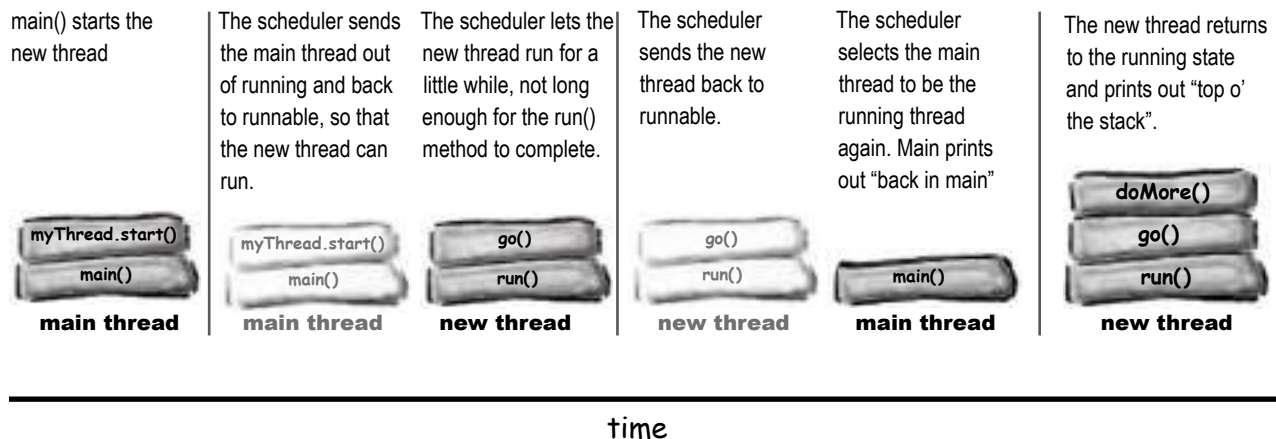 main() starts the
new thread
The scheduler sends
the main thread out
of running and back
to runnable, so that
the new thread can
run.
The scheduler lets the
new thread run for a
little while, not long
enough for the run()
method to complete.
The scheduler
sends the new
thread back to
runnable.
The scheduler
selects the main
thread to be the
running thread
again. Main prints
out “back in main”
The new thread returns
to the running state
and prints out “top o’
the stack”.
myThread.start()
main()
main thread
myThread.start()
main()
main thread
go()
run()
new thread
go()
run()
new thread
main()
main thread
doMore()
go()
run()
new thread
time